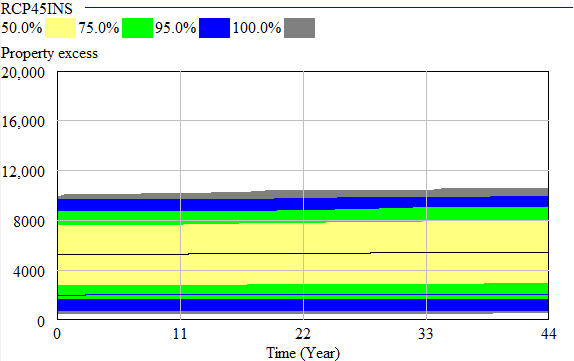 RCP45INS
50.0% 75.0% 95.0% 100.0%
Property excess
20,000
16,000
12,000
8000
4000
0
0 11 22 33 44
Time (Year)